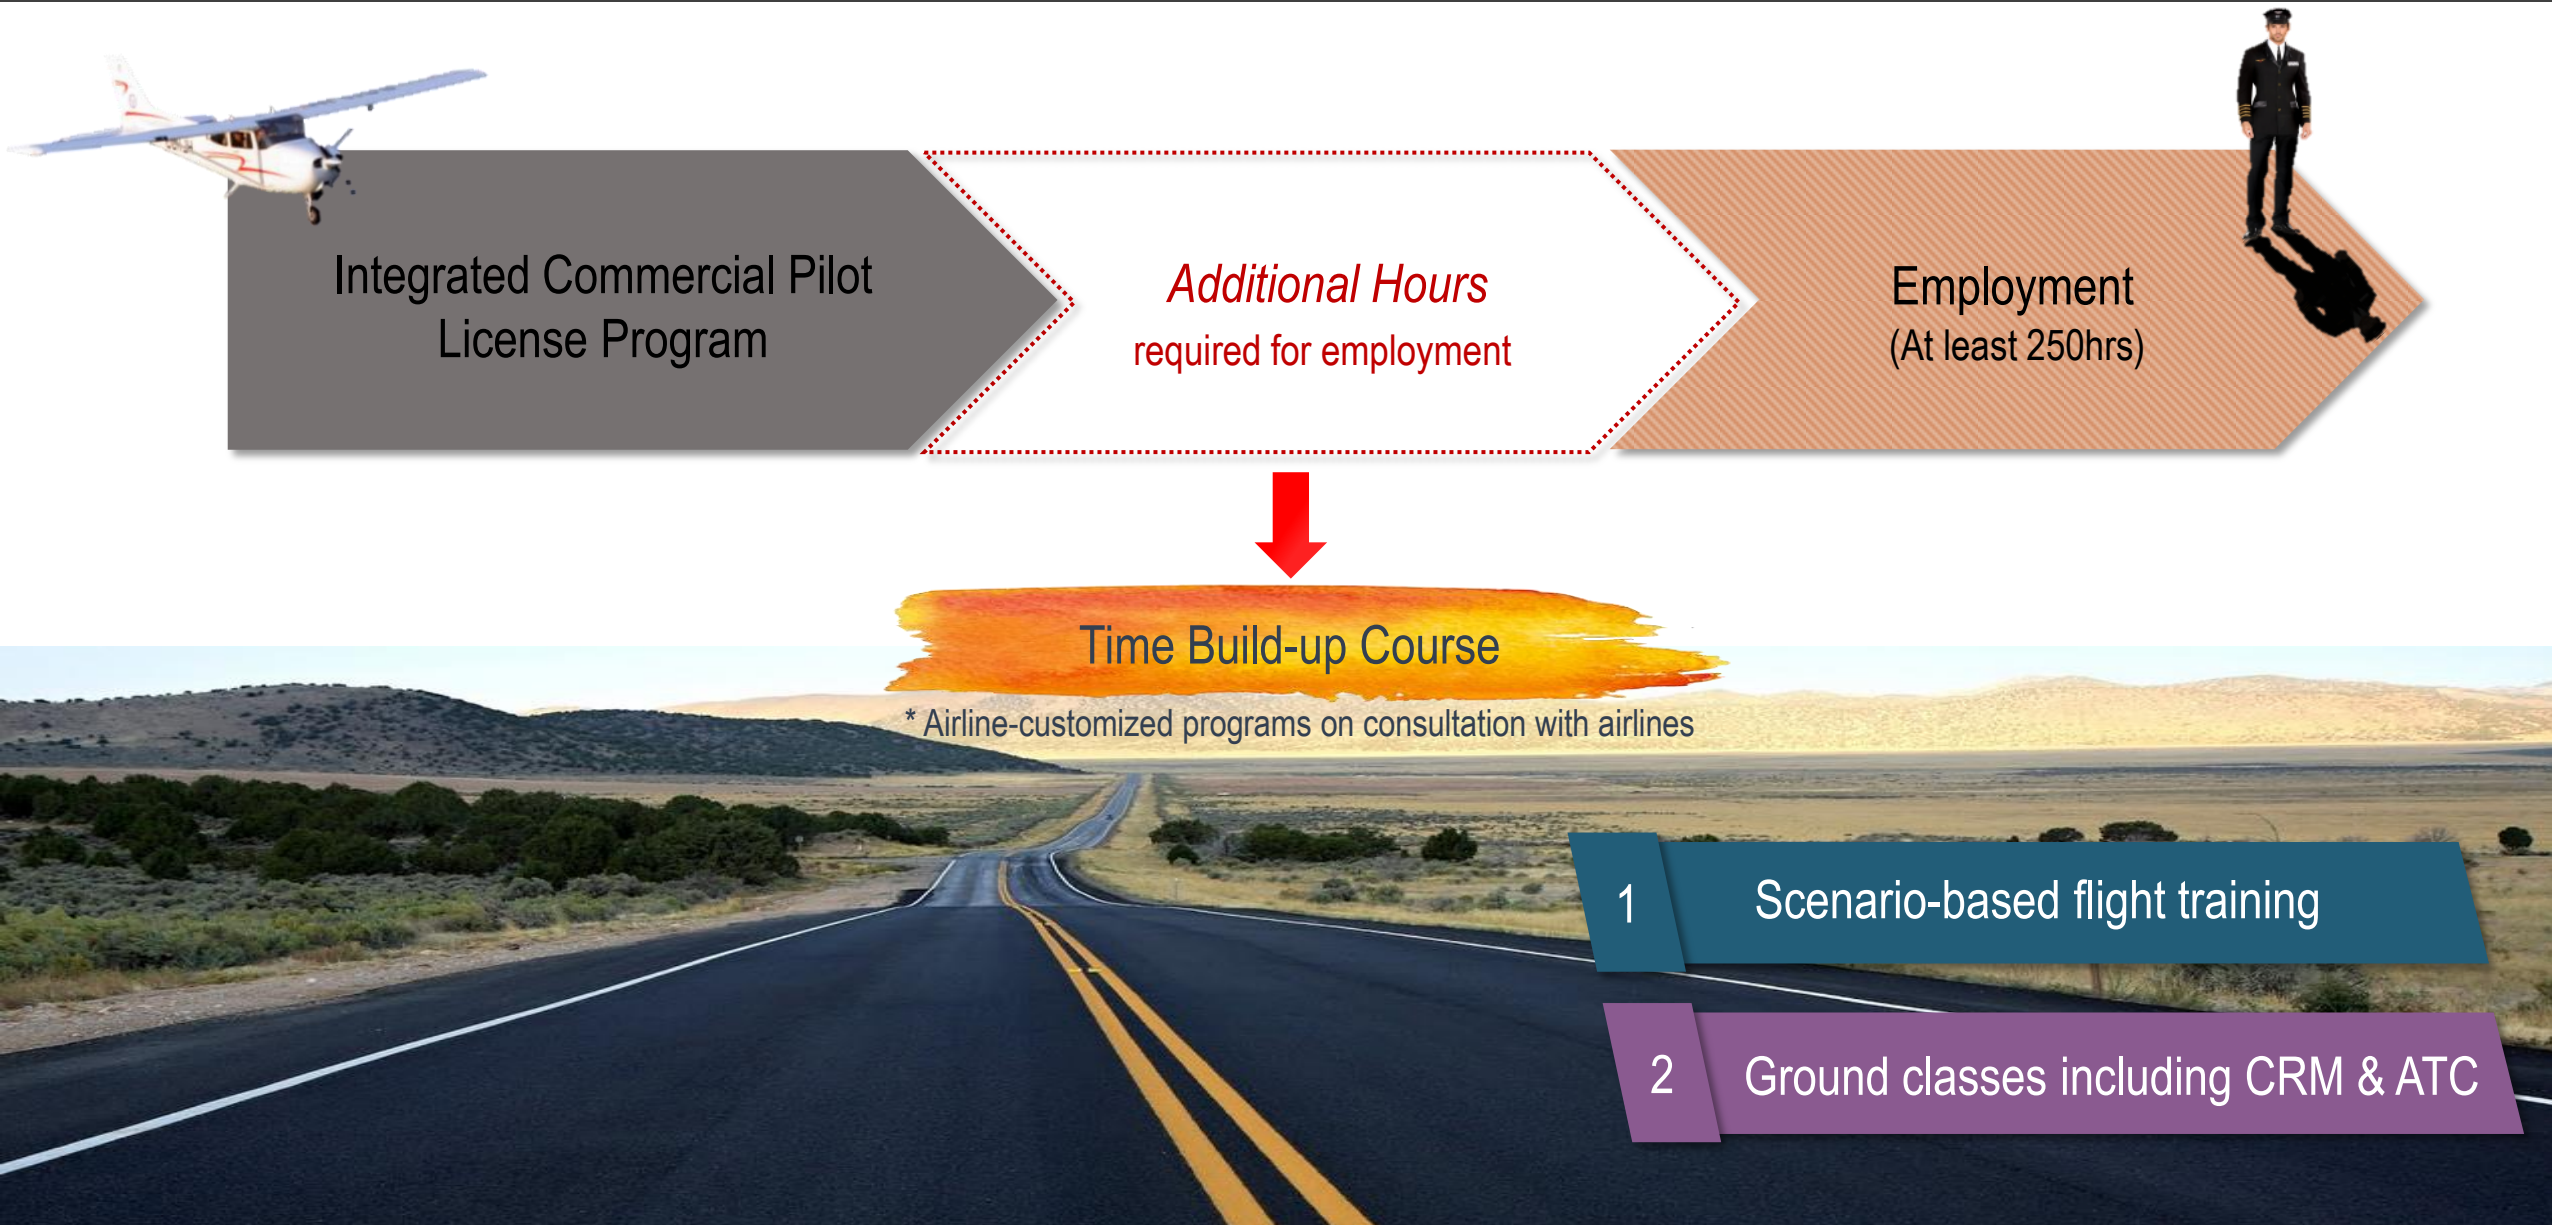 Integrated Commercial Pilot
License Program
Additional Hours
required for employment
Employment
(At least 250hrs)
Time Build-up Course
* Airline-customized programs on consultation with airlines
1
Scenario-based flight training
2
Ground classes including CRM & ATC